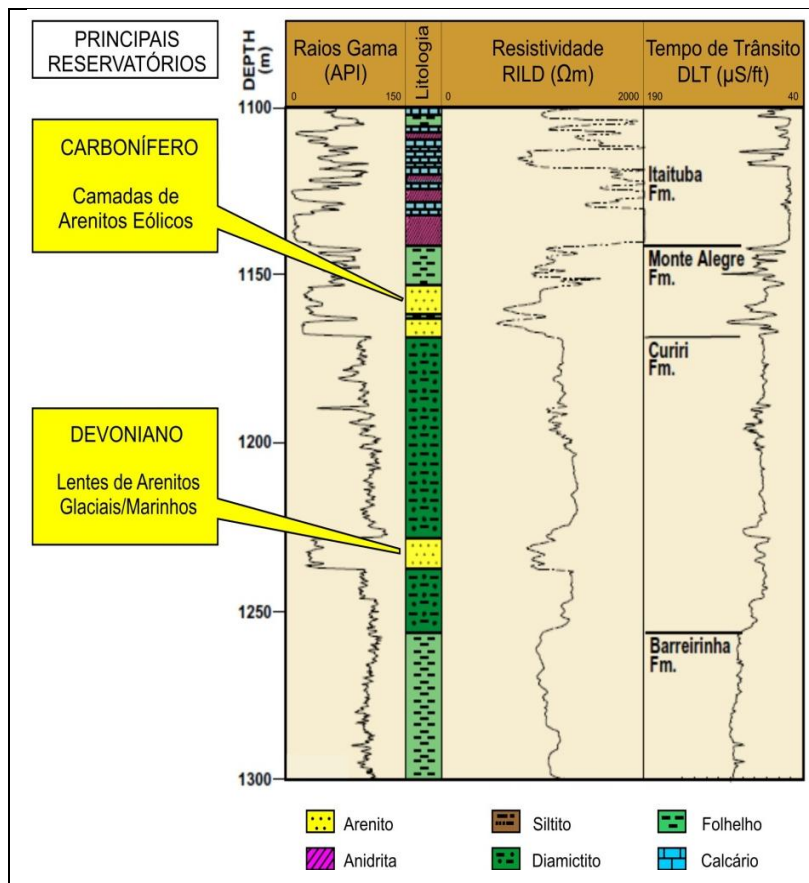 PRINCIPAIS
RESERVATÓRIOS
DEPTH
(m)
Raios Gama
(API)
0 150
Litologia
Resistividade
RILD (Ωm)
0 2000
Tempo de Trânsito
DLT (µS/ft)
190 40
1100
CARBONÍFERO
Camadas de
Arenitos Eólicos
Itaituba
Fm.
1150
Monte Alegre
Fm.
Curiri
Fm.
1200
DEVONIANO
Lentes de Arenitos
Glaciais/Marinhos
1250
Barreirinha
Fm.
1300
Arenito
Siltito
Folhelho
Anidrita
Diamictito
Calcário